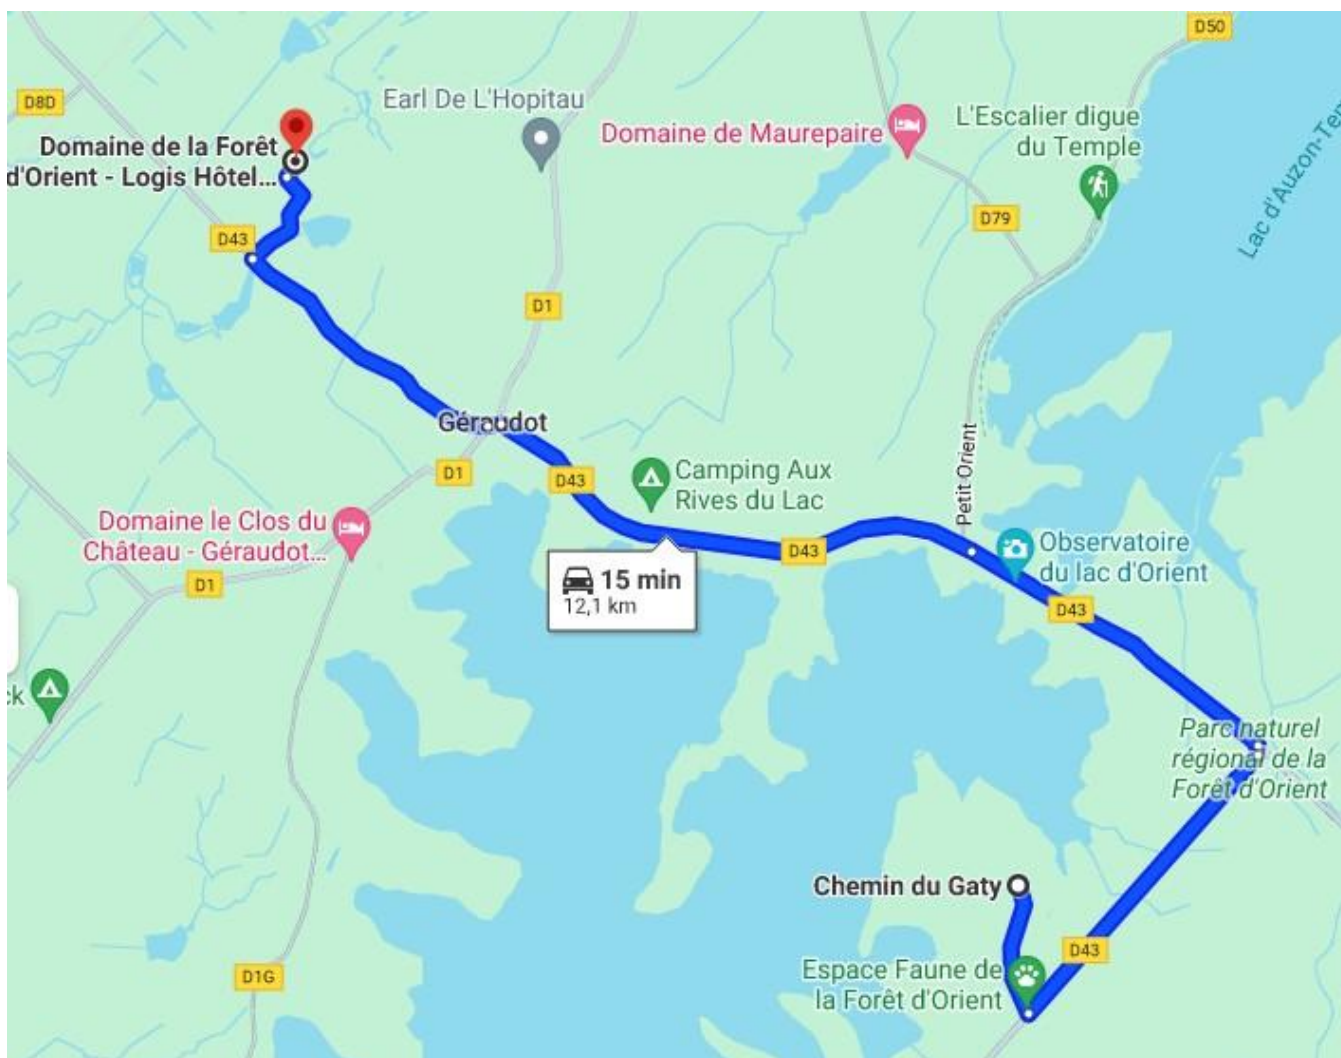 D50
D8D
Earl De L'Hopitau
L'Escalier digue
du Temple
Domaine de Maurepaire
Domaine de la Forêt
d'Orient - Logis Hôtel...
Lac d'Auzon-Te
D79
D43
D1
Géraudot
D1
D43
Camping Aux
Rives du Lac
Petit Orient
Domaine le Clos du
Château - Géraudot...
D43
Observatoire
du lac d'Orient
15 min
12,1 km
D1
D43
ck
Parc naturel
régional de la
Forêt d'Orient
Chemin du Gaty
D43
Espace Faune de
la Forêt d'Orient
D1G